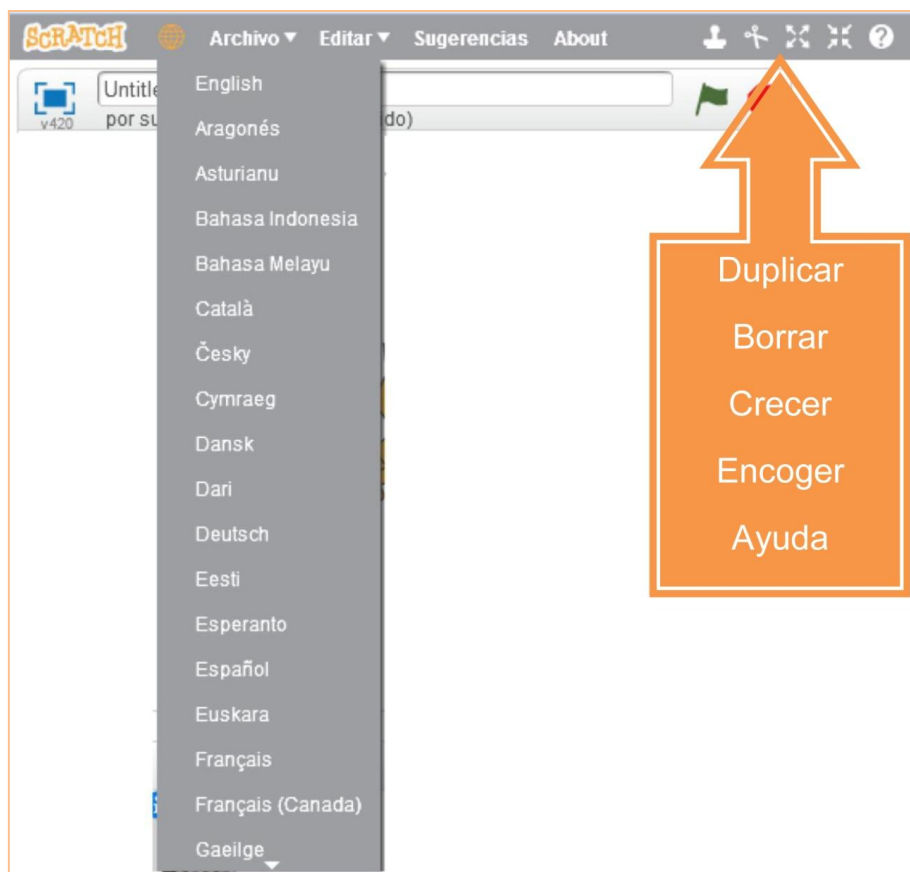 SCRATCH Archivo Editar Sugerencias About
Untitle
v420 por su do)
English
Aragonés
Asturianu
Bahasa Indonesia
Bahasa Melayu
Català
Česky
Cymraeg
Dansk
Dari
Deutsch
Eesti
Esperanto
Español
Euskara
Français
Français (Canada)
Gaeilge
Duplicar
Borrar
Crecer
Encoger
Ayuda